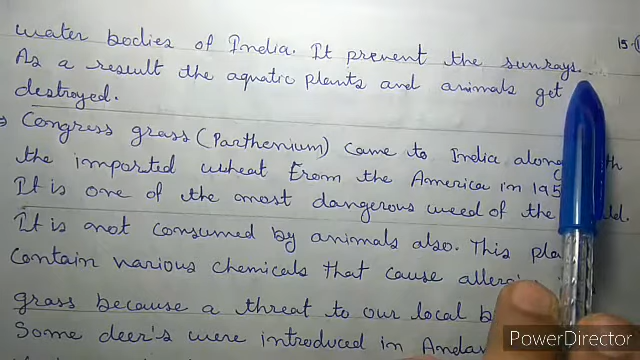 15-
water bodies of India. It prevent the sunrays.
As a result the aquatic plants and animals get
destroyed.
Congress grass (Parthenium) came to India
the imported wheat from the America in 195
It is one of the most dangerous weed of the
It is not consumed by animals also. This
contain various chemicals that cause
grass because a threat to our local
Some deer's were introduced in
PowerDirector